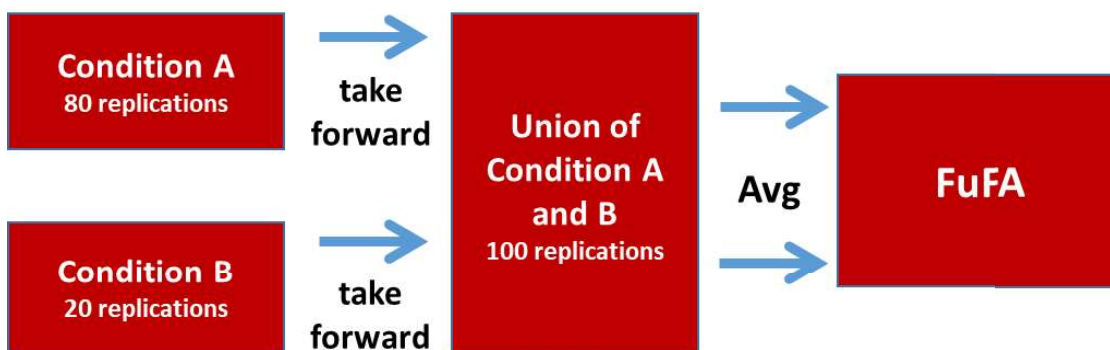 Condition A
80 replications
take
forward
Condition B
20 replications
take
forward
Union of
Condition A
and B
100 replications
Avg
FuFA